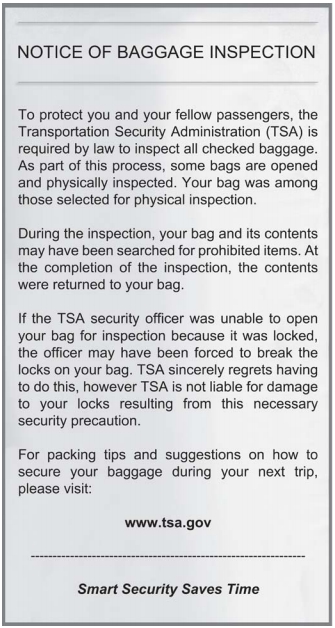 NOTICE OF BAGGAGE INSPECTION
To protect you and your fellow passengers, the
Transportation Security Administration (TSA) is
required by law to inspect all checked baggage.
As part of this process, some bags are opened
and physically inspected. Your bag was among
those selected for physical inspection.
During the inspection, your bag and its contents
may have been searched for prohibited items. At
the completion of the inspection, the contents
were returned to your bag.
If the TSA security officer was unable to open
your bag for inspection because it was locked,
the officer may have been forced to break the
locks on your bag. TSA sincerely regrets having
to do this, however TSA is not liable for damage
to your locks resulting from this necessary
security precaution.
For packing tips and suggestions on how to
secure your baggage during your next trip,
please visit:
www.tsa.gov
Smart Security Saves Time